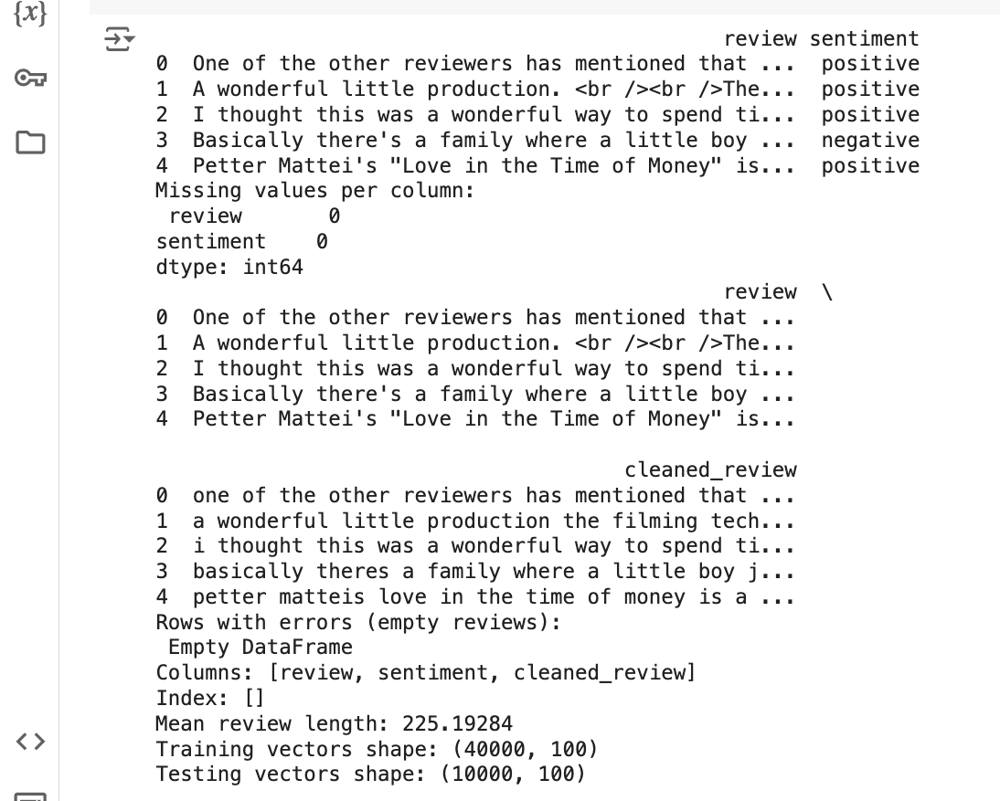 {x}
review sentiment
0 One of the other reviewers has mentioned that ... positive
1 A wonderful little production. <br /><br />The... positive
2 I thought this was a wonderful way to spend ti... positive
3 Basically there's a family where a little boy ... negative
4 Petter Mattei's "Love in the Time of Money" is... positive
Missing values per column:
review 0
sentiment 0
dtype: int64
review \
0 One of the other reviewers has mentioned that ...
1 A wonderful little production. <br /><br />The...
2 I thought this was a wonderful way to spend ti...
3 Basically there's a family where a little boy ...
4 Petter Mattei's "Love in the Time of Money" is...
cleaned_review
0 one of the other reviewers has mentioned that ...
1 a wonderful little production the filming tech...
2 i thought this was a wonderful way to spend ti...
3 basically theres a family where a little boy j...
4 petter matteis love in the time of money is a ...
Rows with errors (empty reviews):
Empty DataFrame
Columns: [review, sentiment, cleaned_review]
Index: []
Mean review length: 225.19284
Training vectors shape: (40000, 100)
Testing vectors shape: (10000, 100)